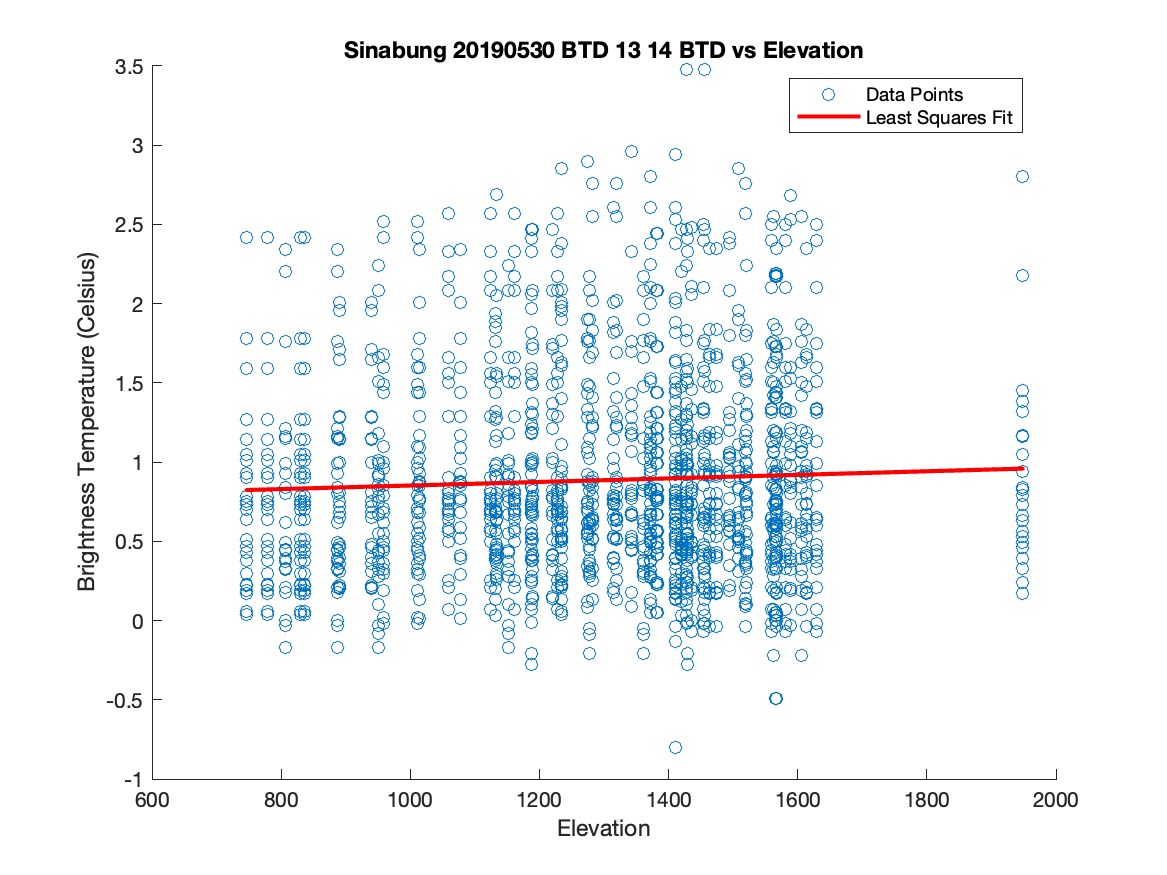 Sinabung 20190530 BTD 13 14 BTD vs Elevation
Data Points
Least Squares Fit
Brightness Temperature (Celsius)
3.5
3
2.5
2
1.5
1
0.5
0
-0.5
-1
600 800 1000 1200 1400 1600 1800 2000
Elevation